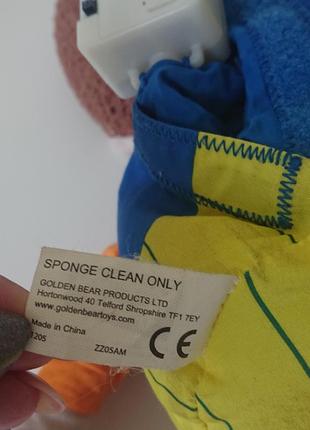 SPONGE CLEAN ONLY
GOLDEN BEAR PRODUCTS LTD
Hortonwood 40 Telford Shropshire TF1 7EY
www.goldenbeartoys.com
Made in China
1205
ZZ05AM
CE